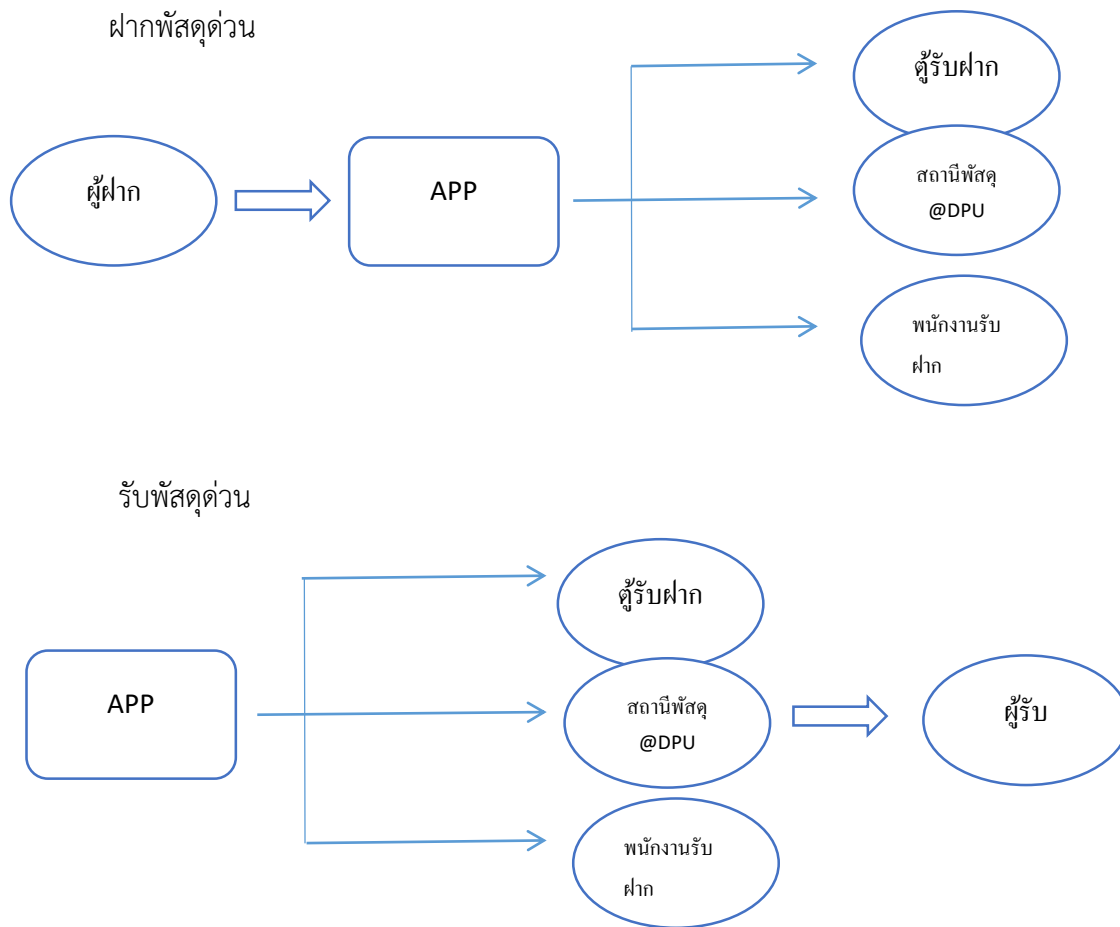 ฝากพัสดุด่วน
ตู้รับฝาก
ผู้ฝาก
APP
สถานีพัสดุ
@DPU
พนักงานรับ
ฝาก
รับพัสดุด่วน
ตู้รับฝาก
APP
สถานีพัสดุ
@DPU
ผู้รับ
พนักงานรับ
ฝาก